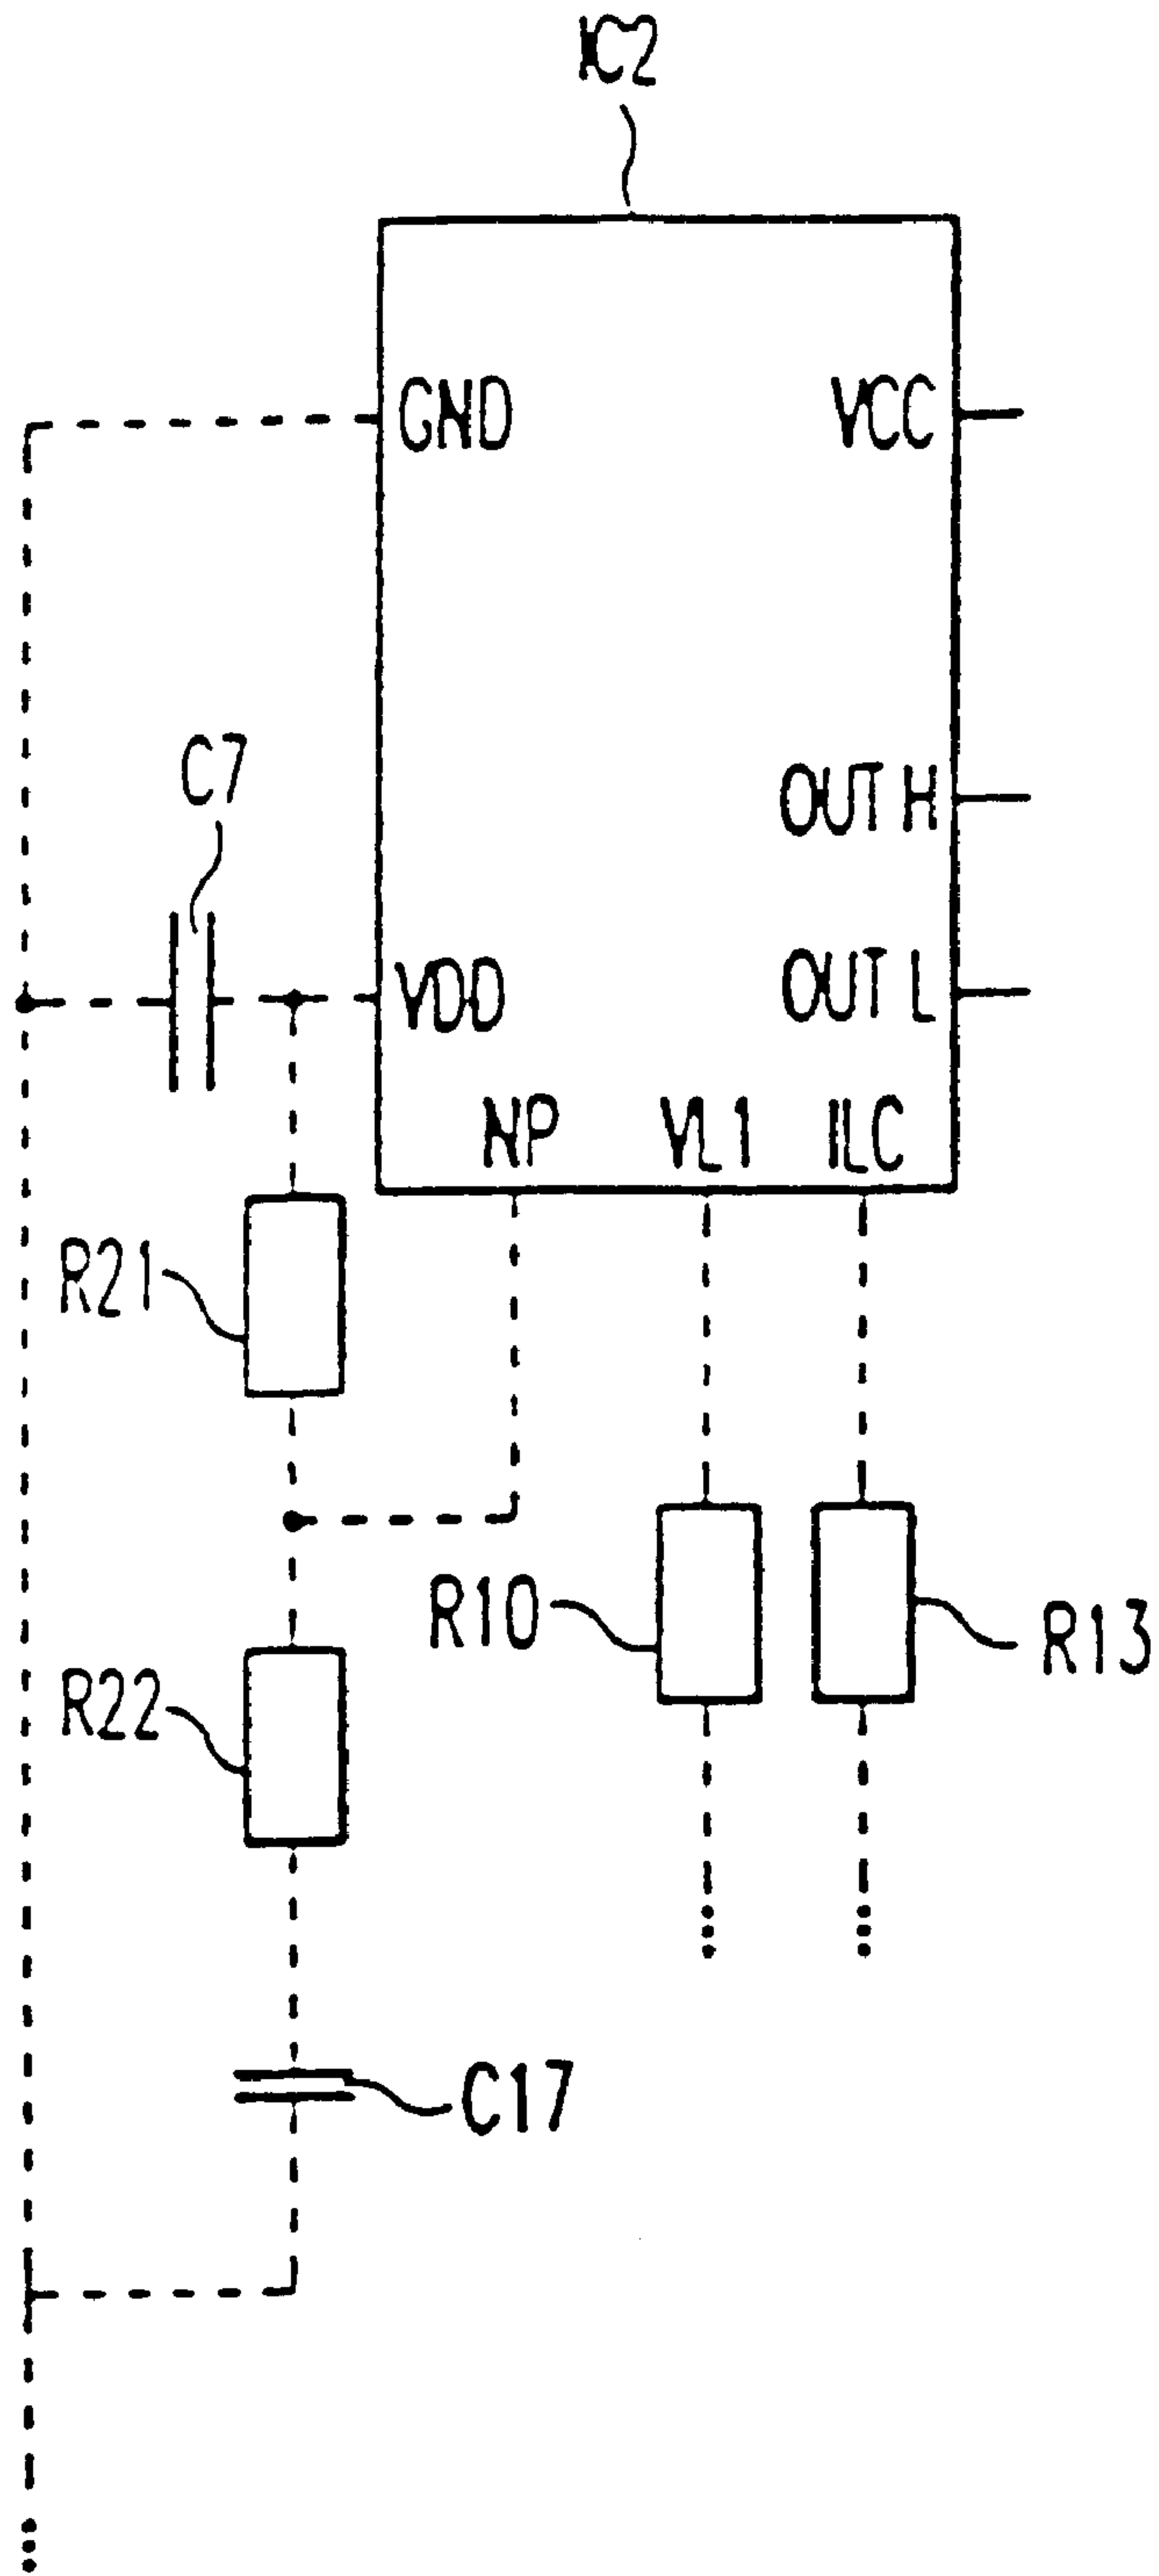 IC2
GND
VCC
C7
OUT H
VDD
OUT L
NP
VL1
ILC
R21
R10
R13
R22
C17